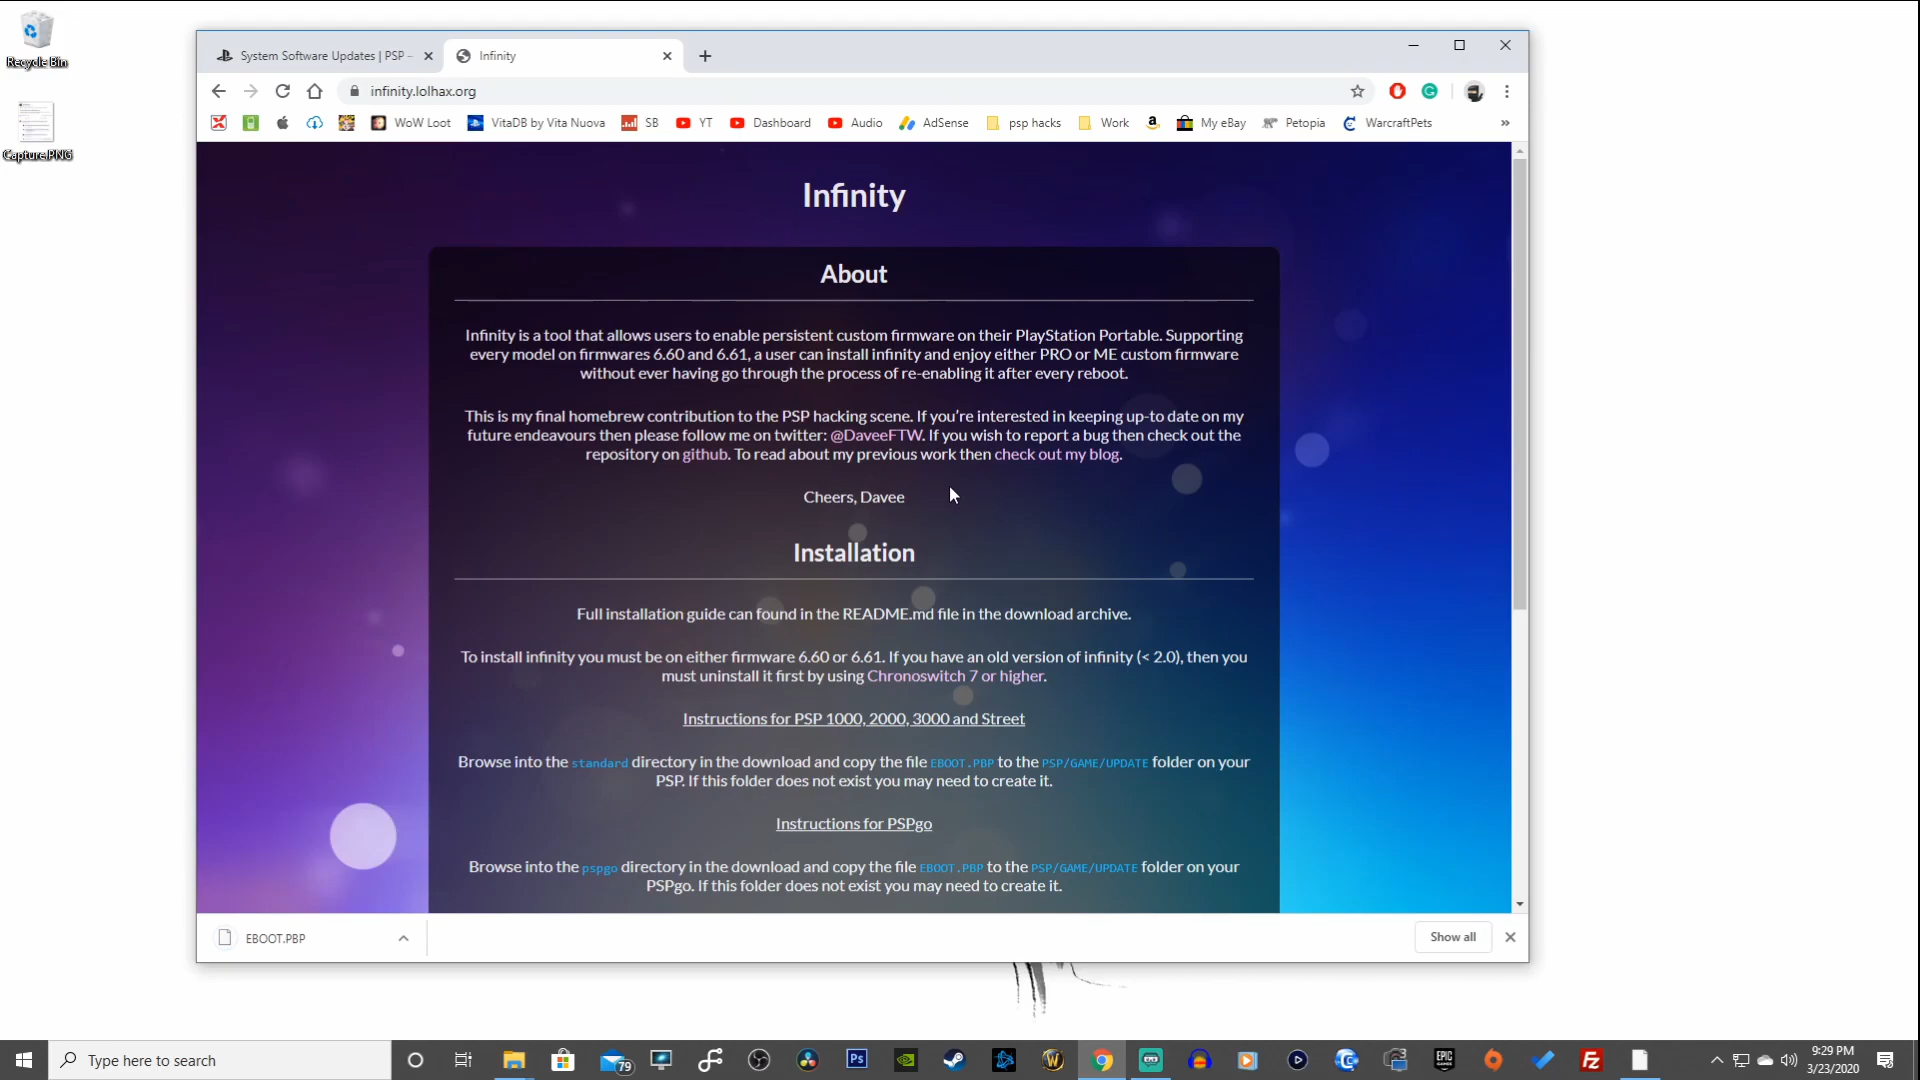 Recycle Bin
Capture.PNG
System Software Updates | PSP -
Infinity
infinity.lolhax.org
WoW Loot
VitaDB by Vita Nuova
SB
YT
Dashboard
Audio
AdSense
psp hacks
Work
My eBay
Petopia
WarcraftPets
»
Infinity
About
Infinity is a tool that allows users to enable persistent custom firmware on their PlayStation Portable. Supporting
every model on firmwares 6.60 and 6.61, a user can install infinity and enjoy either PRO or ME custom firmware
without ever having go through the process of re-enabling it after every reboot.
This is my final homebrew contribution to the PSP hacking scene. If you're interested in keeping up-to date on my
future endeavours then please follow me on twitter: @DaveeFTW. If you wish to report a bug then check out the
repository on github. To read about my previous work then check out my blog.
Cheers, Davee
Installation
Full installation guide can found in the README.md file in the download archive.
To install infinity you must be on either firmware 6.60 or 6.61. If you have an old version of infinity (< 2.0), then you
must uninstall it first by using Chronoswitch 7 or higher.
Instructions for PSP 1000, 2000, 3000 and Street
Browse into the standard directory in the download and copy the file EBOOT.PBP to the PSP/GAME/UPDATE folder on your
PSP. If this folder does not exist you may need to create it.
Instructions for PSPgo
Browse into the pspgo directory in the download and copy the file EBOOT.PBP to the PSP/GAME/UPDATE folder on your
PSPgo. If this folder does not exist you may need to create it.
EBOOT.PBP
Show all
Type here to search
79
Ps
EPIC GAMES
Fz
9:29 PM
3/23/2020